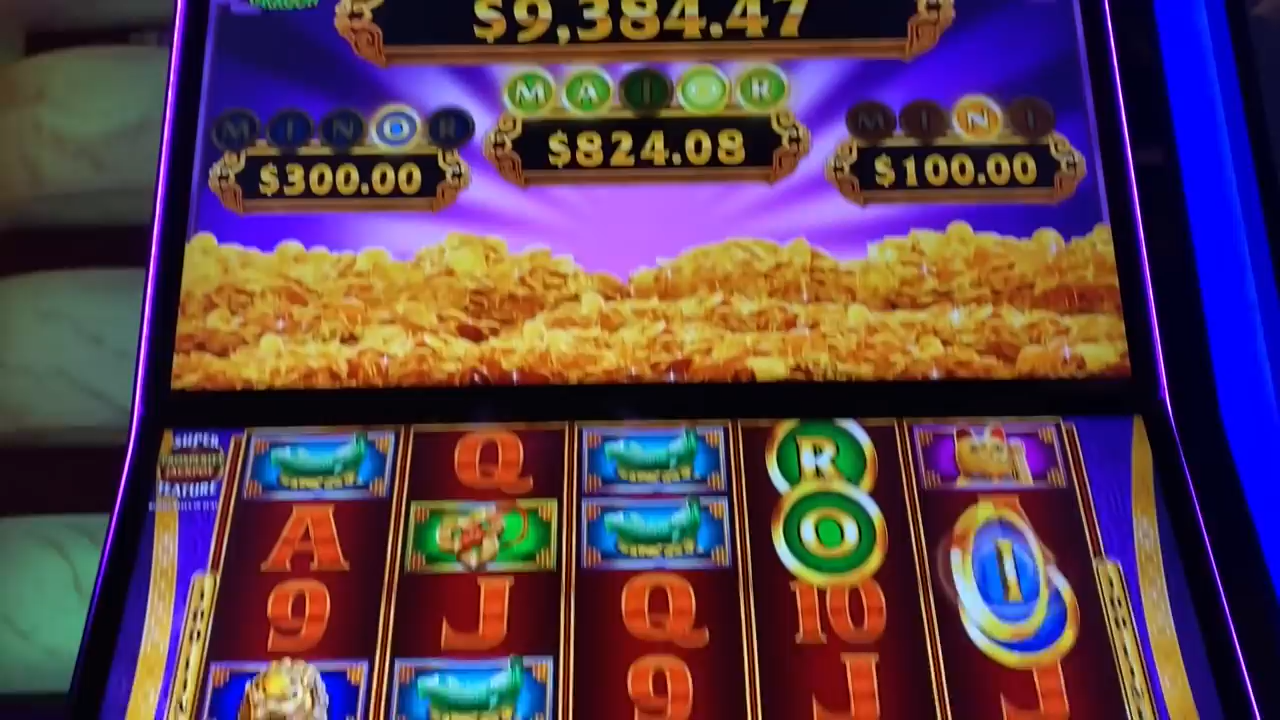 $9,384.47
MAJOR
MINOR
MINI
$824.08
$300.00
$100.00
SUPER
FEATURE
Q
R
A
O
9
J
Q
10
I
9
J
J